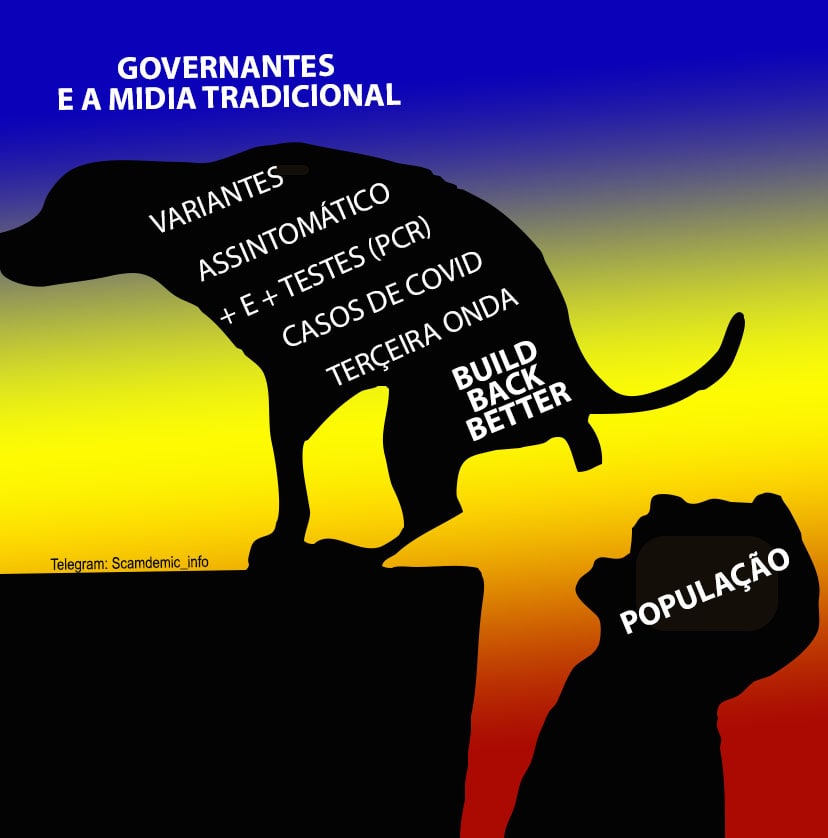 GOVERNANTES
E A MIDIA TRADICIONAL
VARIANTES
ASSINTOMÁTICO
+ E + TESTES (PCR)
CASOS DE COVID
TERÇEIRA ONDA
BUILD
BACK
BETTER
Telegram: Scamdemic_info
POPULAÇÃO